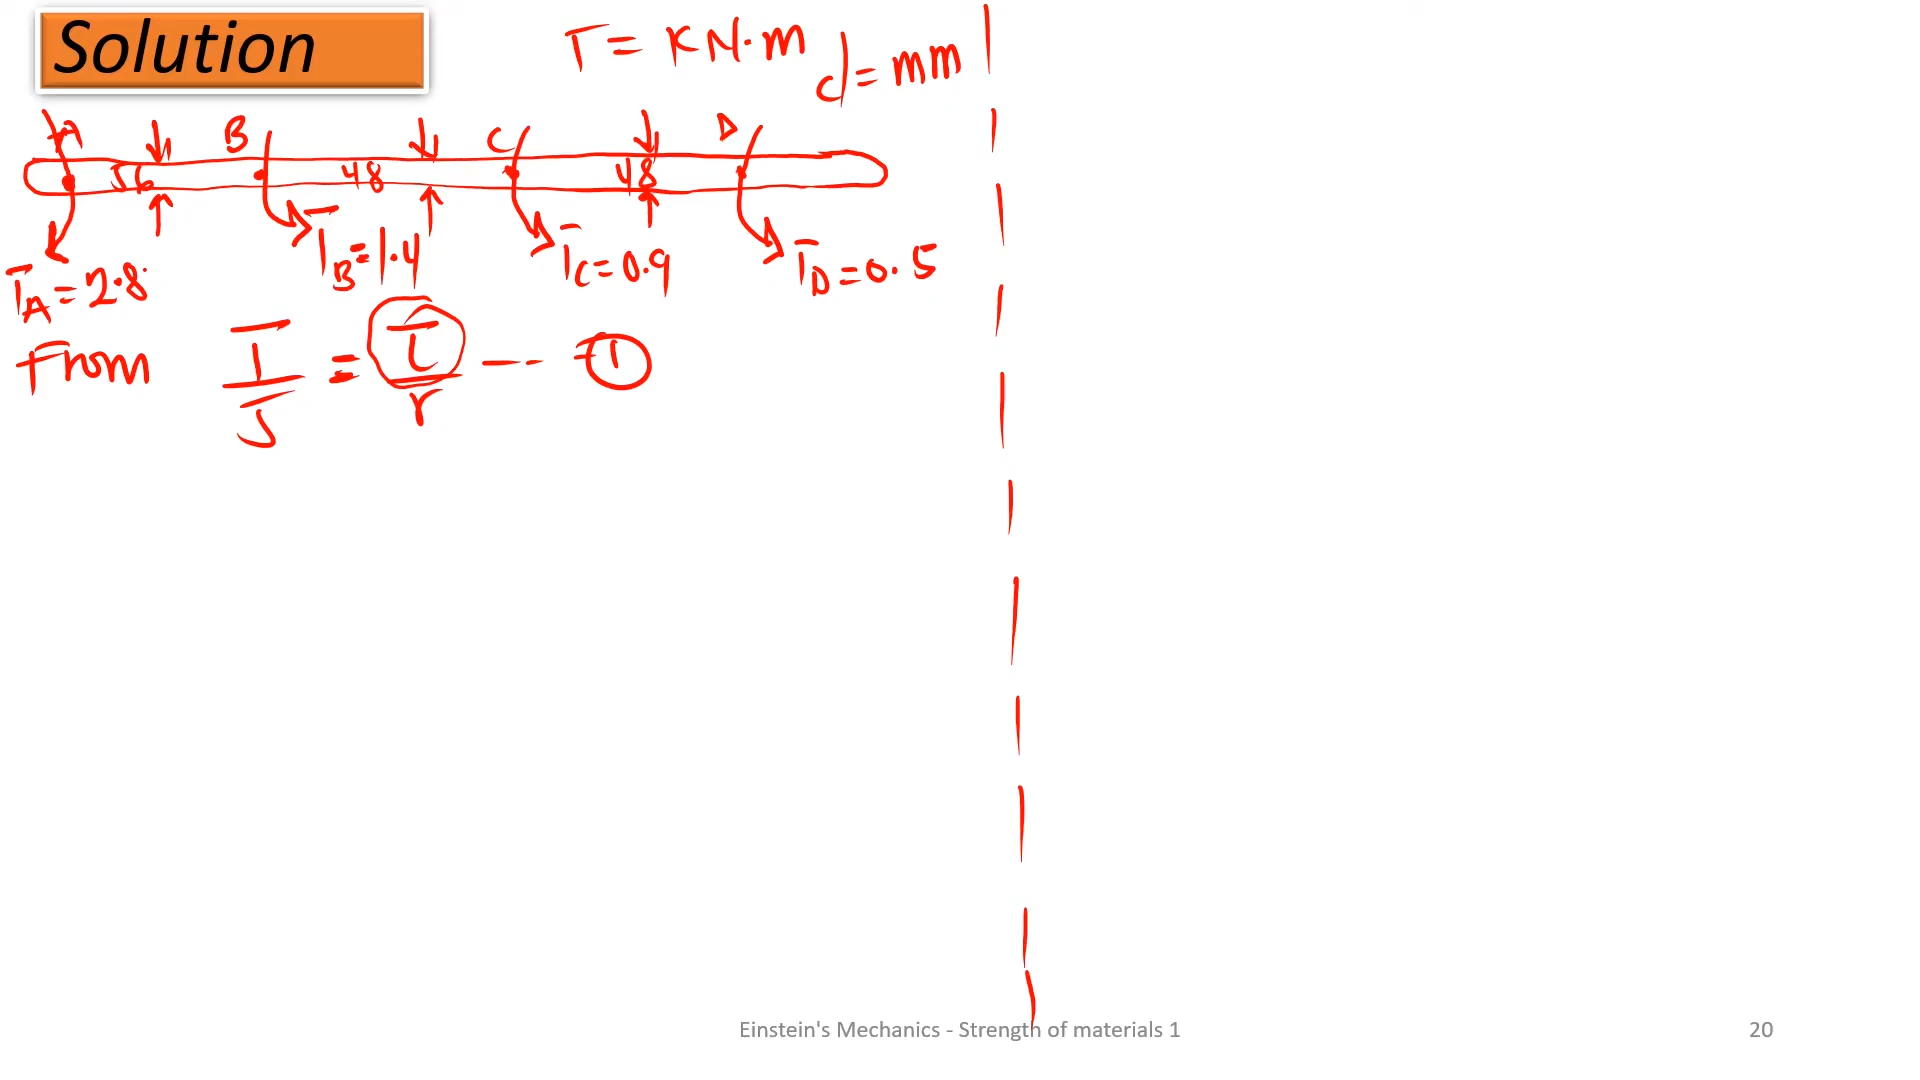 Solution
T = KN·m
d = mm
A B C D
56 48 48
T_A = 2.8
T_B = 1.4
T_C = 0.9
T_D = 0.5
From T/J = τ/r --- ①
Einstein's Mechanics - Strength of materials 1
20